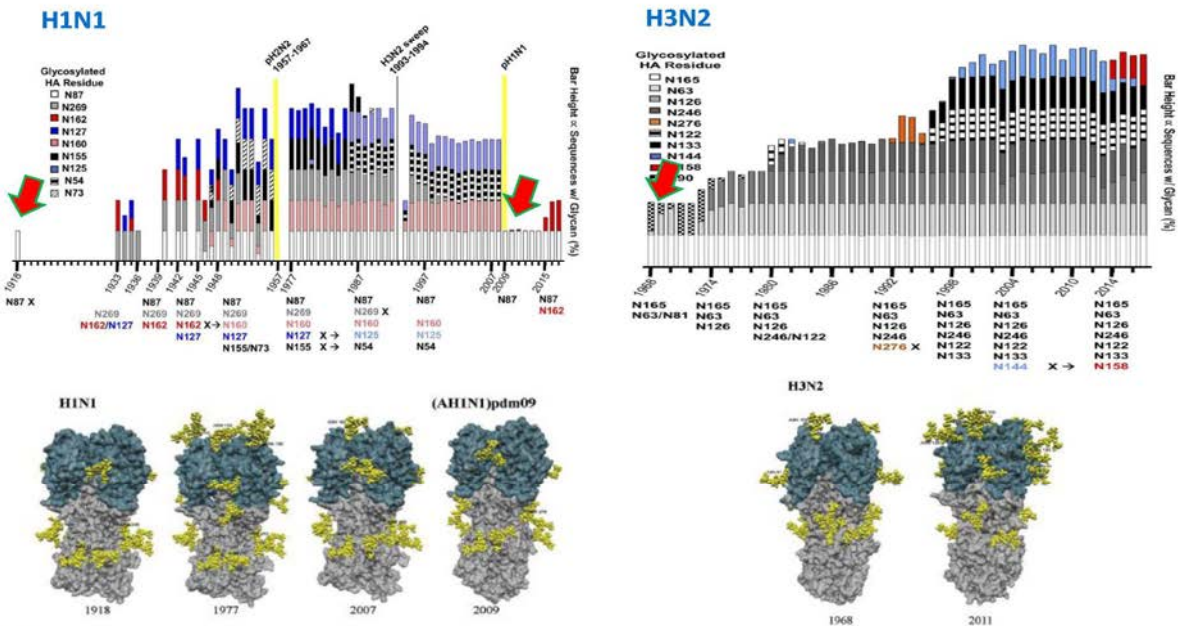 H1N1
pH2N2
1957-1967
H3N2 sweep
1993-1994
pH1N1
Glycosylated
HA Residue
N87
N269
N162
N127
N160
N155
N125
N54
N73
Bar Height ∝ Sequences w/ Glycan (%)
1918
1933
1936
1939
1942
1945
1948
1957
1977
1987
1997
2007
2009
2015
N87 X
N87 N87 N87 N87 N87 N87 N87 N87 N87
N269 N269 N269 N269 N269 N269 X N162
N162/N127 N162 N162 X → N160 N160 N160 N160
N127 N127 N127 X → N125 N125
N155/N73 N155 X → N54 N54
H3N2
Glycosylated
HA Residue
N165
N63
N126
N246
N276
N122
N133
N144
158
90
Bar Height ∝ Sequences w/ Glycan (%)
1968
1974
1980
1986
1992
1998
2004
2010
2014
N165 N165 N165 N165 N165 N165 N165
N63/N81 N63 N63 N63 N63 N63 N63
N126 N126 N126 N126 N126 N126
N246/N122 N246 N246 N246 N246
N276 X N122 N122 N122
N133 N133 N133
N144 X → N158
H1N1
(AH1N1)pdm09
1918
1977
2007
2009
H3N2
1968
2011